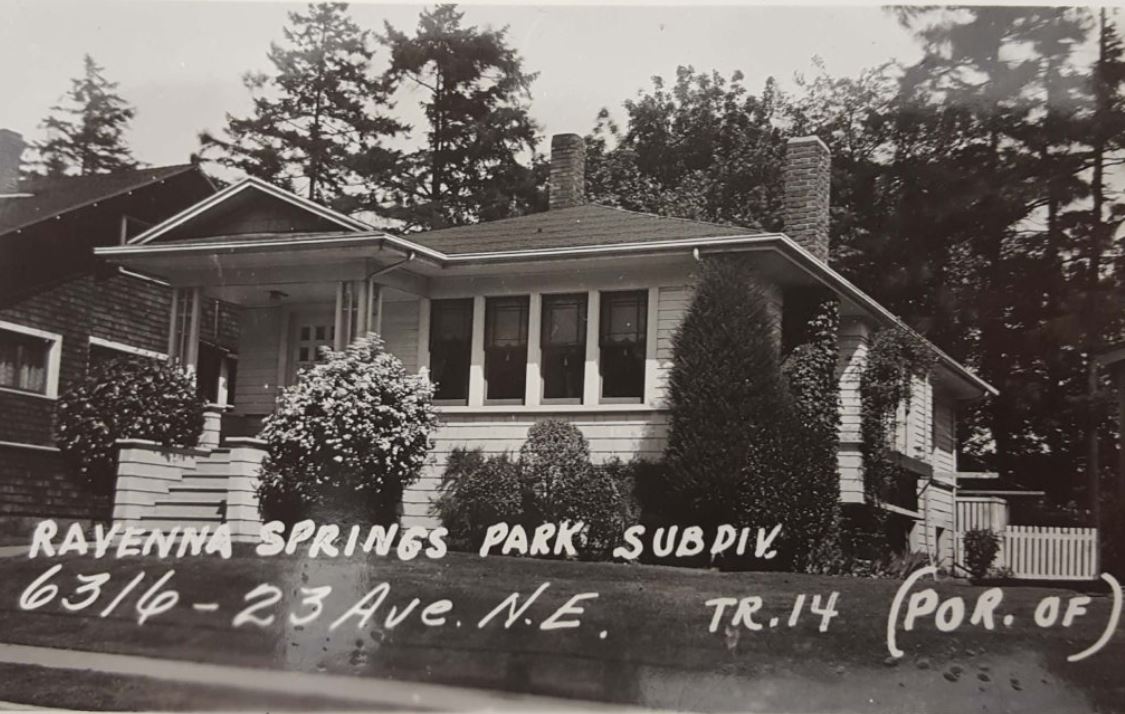 RAVENNA SPRINGS PARK SUBDIV.
6316-23 Ave. N.E. TR.14 (POR. OF)